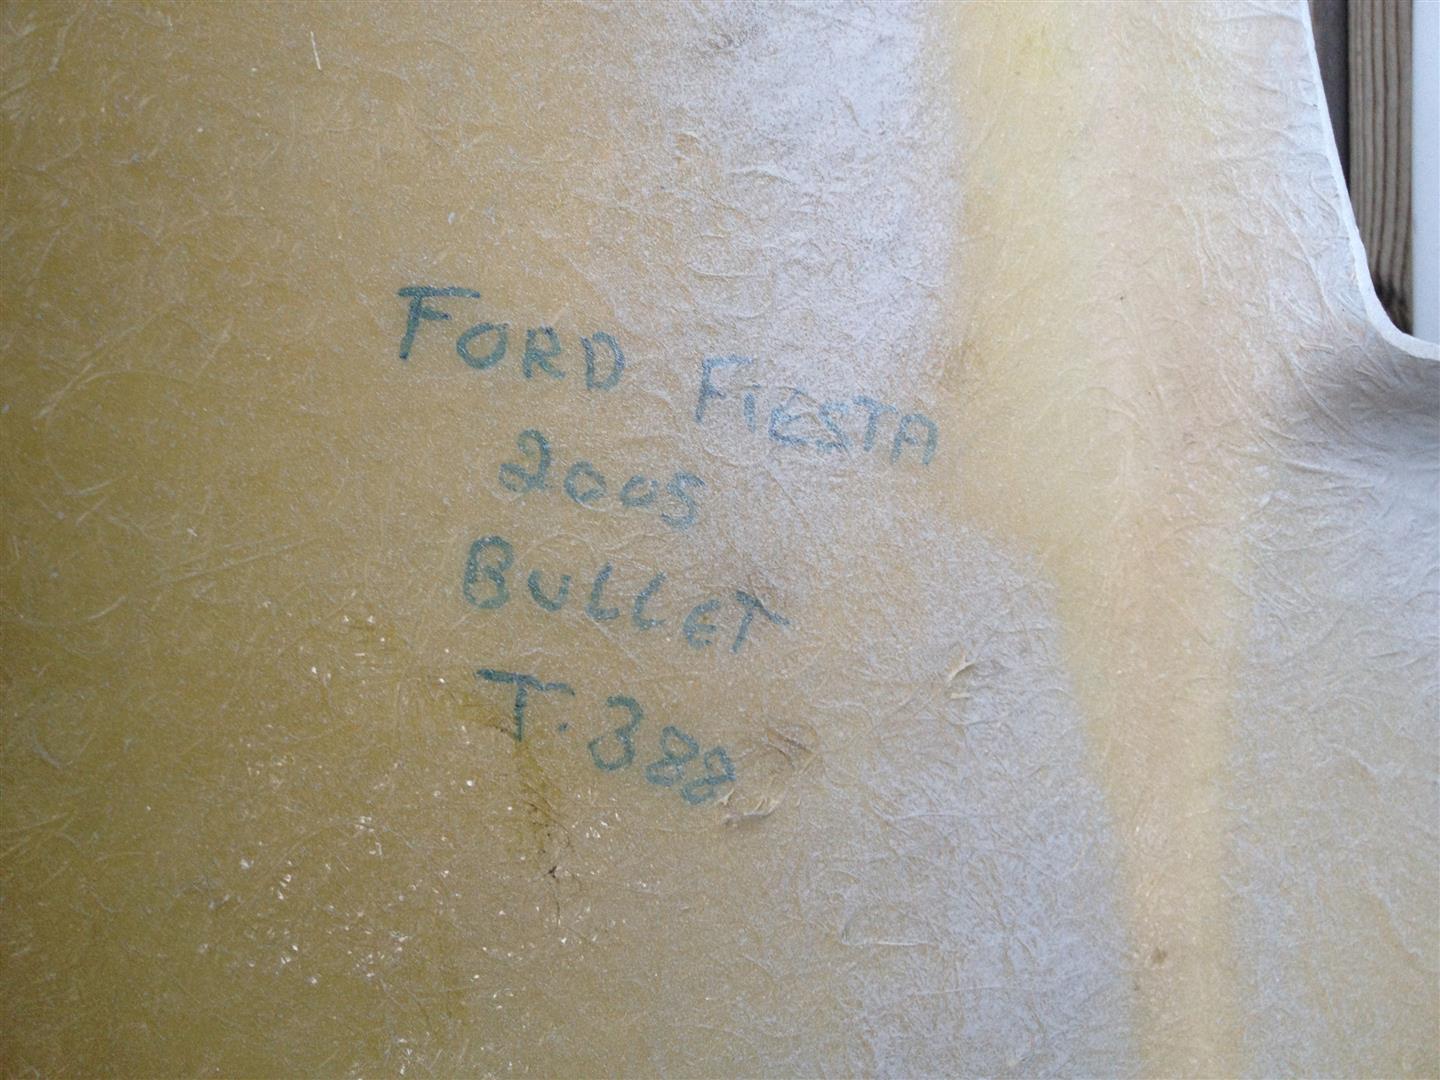 FORD FIESTA
2005
BULLET
T.388